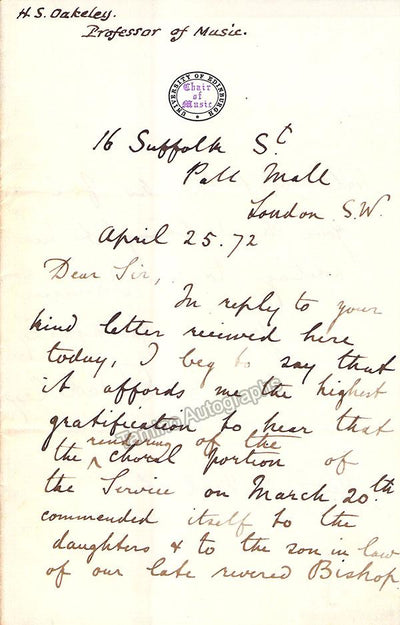 H. S. Oakeley.
Professor of Music.
UNIVERSITY OF EDINBURGH
Chair
of
Music
16 Suffolk St
Pall Mall
London S.W.
April 25. 72
Dear Sir,
In reply to your
kind letter received here
today, I beg to say that
it affords me the highest
gratification to hear that
rendering of the
the ^ choral portion of
the Service on March 20th
commended itself to the
daughters & to the son in law
of our late revered Bishop
Tamino Autographs